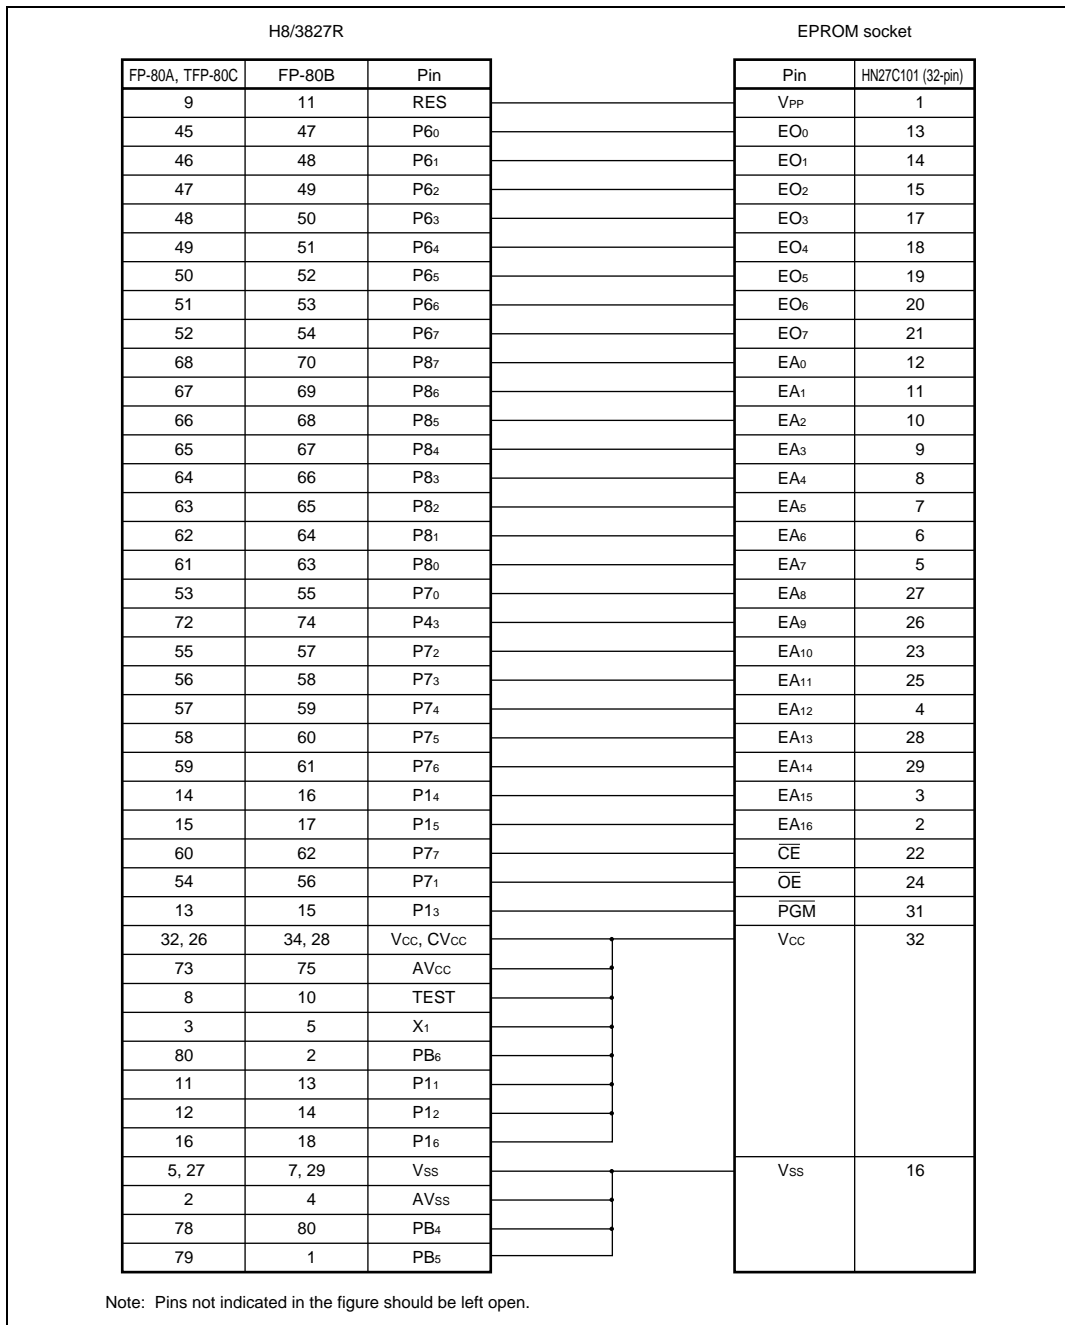 H8/3827R EPROM socket
FP-80A, TFP-80C FP-80B Pin Pin HN27C101 (32-pin)
9 11 RES VPP 1
45 47 P60 EO0 13
46 48 P61 EO1 14
47 49 P62 EO2 15
48 50 P63 EO3 17
49 51 P64 EO4 18
50 52 P65 EO5 19
51 53 P66 EO6 20
52 54 P67 EO7 21
68 70 P87 EA0 12
67 69 P86 EA1 11
66 68 P85 EA2 10
65 67 P84 EA3 9
64 66 P83 EA4 8
63 65 P82 EA5 7
62 64 P81 EA6 6
61 63 P80 EA7 5
53 55 P70 EA8 27
72 74 P43 EA9 26
55 57 P72 EA10 23
56 58 P73 EA11 25
57 59 P74 EA12 4
58 60 P75 EA13 28
59 61 P76 EA14 29
14 16 P14 EA15 3
15 17 P15 EA16 2
60 62 P77 CE 22
54 56 P71 OE 24
13 15 P13 PGM 31
32, 26 34, 28 VCC, CVCC VCC 32
73 75 AVCC
8 10 TEST
3 5 X1
80 2 PB6
11 13 P11
12 14 P12
16 18 P16
5, 27 7, 29 VSS VSS 16
2 4 AVSS
78 80 PB4
79 1 PB5
Note: Pins not indicated in the figure should be left open.